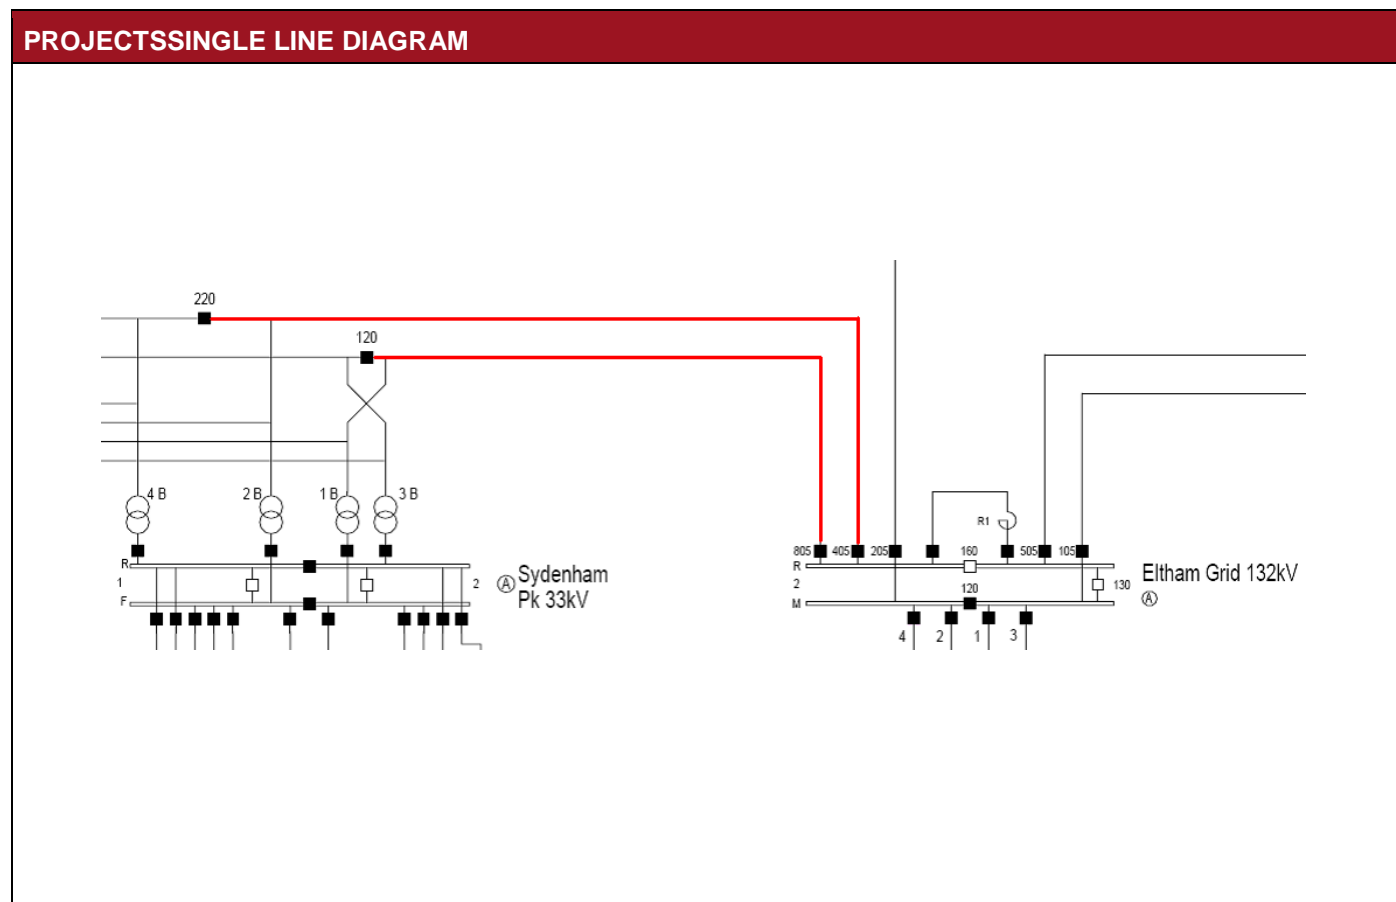 PROJECTSSINGLE LINE DIAGRAM
220
120
4 B
2 B
1 B
3 B
R
1
F
2
A
Sydenham
Pk 33kV
R1
805
405
205
160
505
105
R
2
M
120
130
Eltham Grid 132kV
A
4
2
1
3